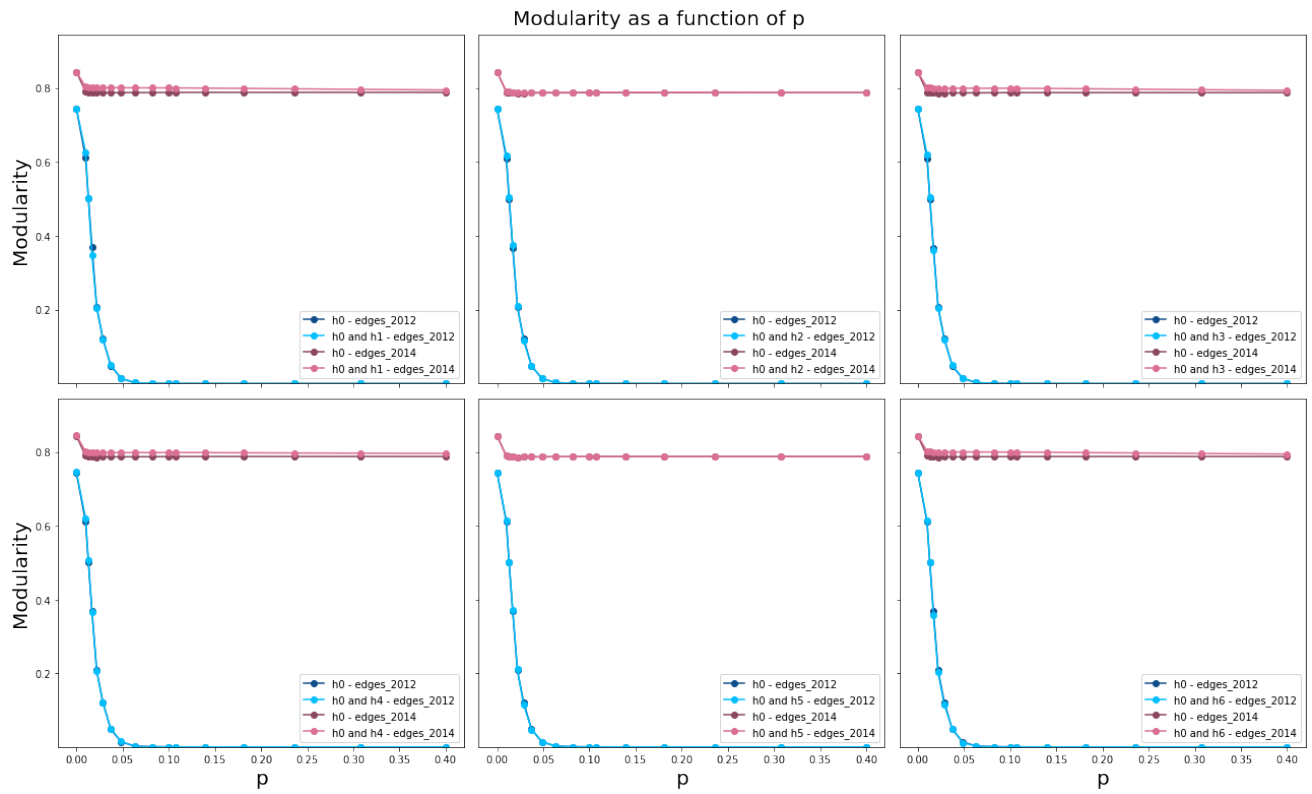 Modularity as a function of p
Modularity
0.8
0.6
0.4
0.2
h0 - edges_2012
h0 and h1 - edges_2012
h0 - edges_2014
h0 and h1 - edges_2014
h0 - edges_2012
h0 and h2 - edges_2012
h0 - edges_2014
h0 and h2 - edges_2014
h0 - edges_2012
h0 and h3 - edges_2012
h0 - edges_2014
h0 and h3 - edges_2014
Modularity
0.8
0.6
0.4
0.2
h0 - edges_2012
h0 and h4 - edges_2012
h0 - edges_2014
h0 and h4 - edges_2014
h0 - edges_2012
h0 and h5 - edges_2012
h0 - edges_2014
h0 and h5 - edges_2014
h0 - edges_2012
h0 and h6 - edges_2012
h0 - edges_2014
h0 and h6 - edges_2014
0.00 0.05 0.10 0.15 0.20 0.25 0.30 0.35 0.40
0.00 0.05 0.10 0.15 0.20 0.25 0.30 0.35 0.40
0.00 0.05 0.10 0.15 0.20 0.25 0.30 0.35 0.40
p
p
p